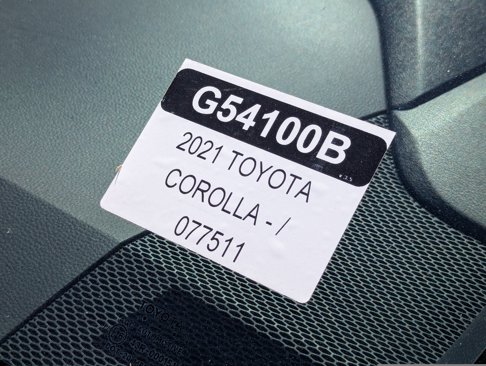 G54100B
2021 TOYOTA
COROLLA - /
077511